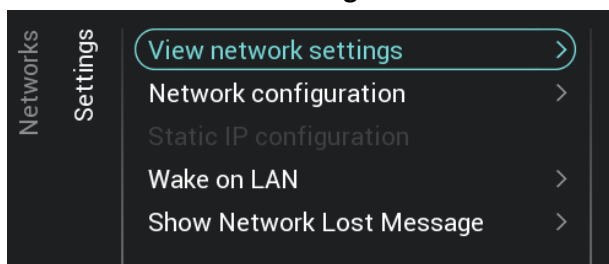 Networks
Settings
View network settings
Network configuration
Static IP configuration
Wake on LAN
Show Network Lost Message